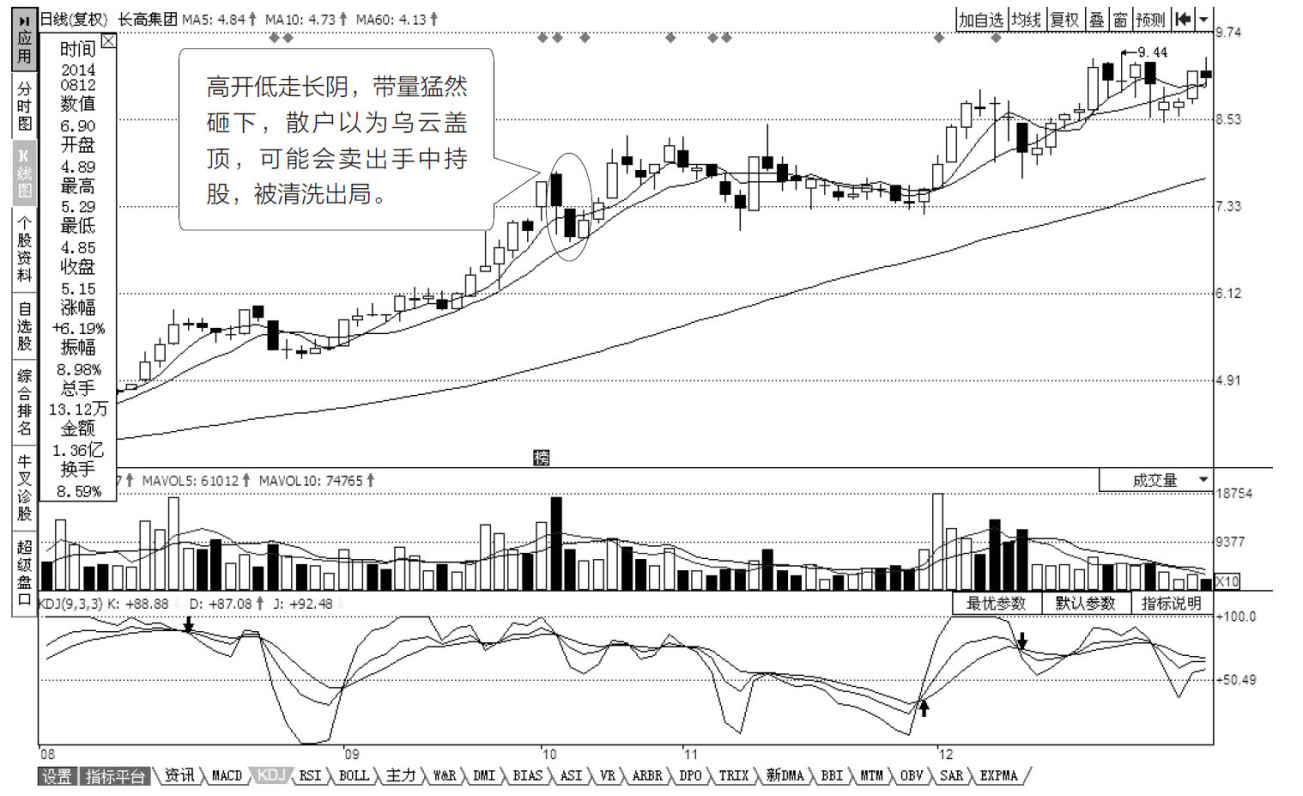 日线(复权) 长高集团 MA5: 4.84↑ MA10: 4.73↑ MA60: 4.13↑
加自选 均线 复权 叠 窗 预测
应用
分时图
K线图
个股资料
自选股
综合排名
牛叉诊股
超级盘口
时间
2014
0812
数值
6.90
开盘
4.89
最高
5.29
最低
4.85
收盘
5.15
涨幅
+6.19%
振幅
8.98%
总手
13.12万
金额
1.36亿
换手
8.59%
高开低走长阴，带量猛然
砸下，散户以为乌云盖
顶，可能会卖出手中持
股，被清洗出局。
9.44
9.74
8.53
7.33
6.12
4.91
榜
7↑ MAVOL5: 61012↑ MAVOL10: 74765↑
成交量
18754
9377
X10
KDJ(9,3,3) K: +88.88 D: +87.08↑ J: +92.48
最优参数 默认参数 指标说明
+100.0
+50.49
08 09 10 11 12
设置 指标平台 资讯 MACD KDJ RSI BOLL 主力 W&R DMI BIAS ASI VR ARBR DPO TRIX 新DMA BBI MTM OBV SAR EXPMA